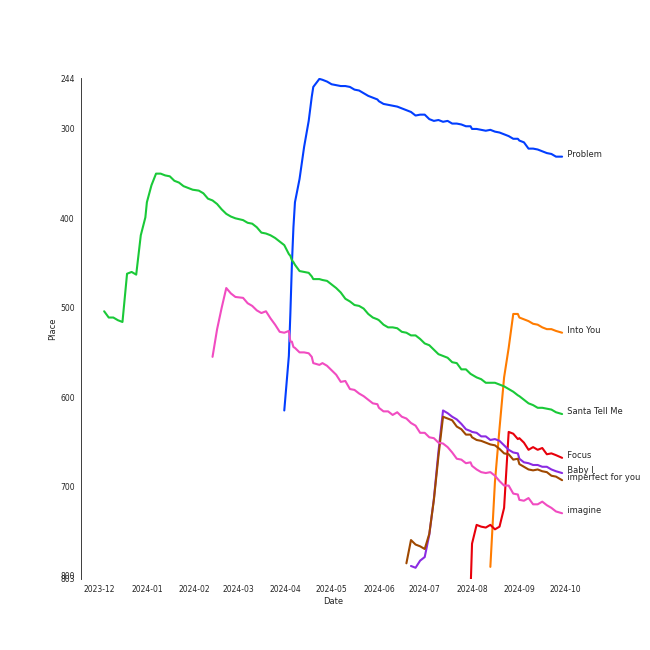 244
300
400
500
600
700
800
803
Place
Problem
Into You
Santa Tell Me
Focus
Baby I
imperfect for you
imagine
2023-12 2024-01 2024-02 2024-03 2024-04 2024-05 2024-06 2024-07 2024-08 2024-09 2024-10
Date